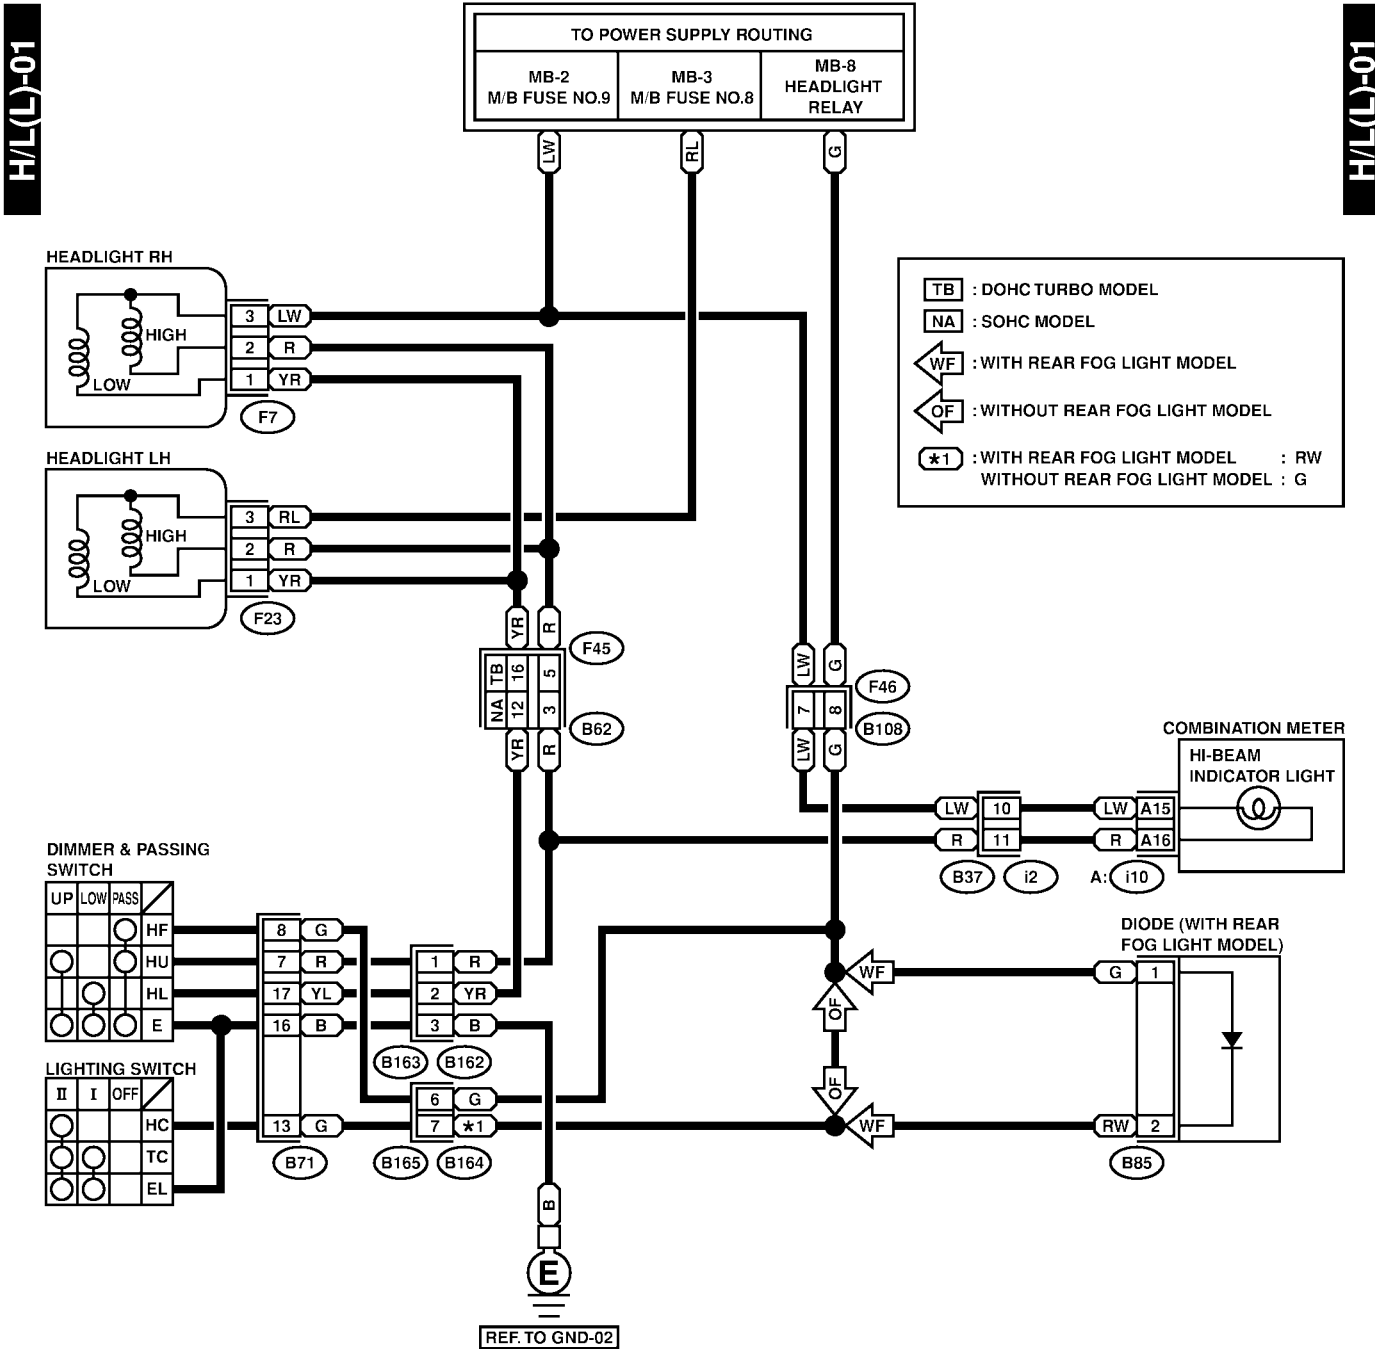 H/L(L)-01
H/L(L)-01
TO POWER SUPPLY ROUTING
MB-2
M/B FUSE NO.9
MB-3
M/B FUSE NO.8
MB-8
HEADLIGHT
RELAY
LW
RL
G
HEADLIGHT RH
HIGH
LOW
3 LW
2 R
1 YR
F7
TB : DOHC TURBO MODEL
NA : SOHC MODEL
WF : WITH REAR FOG LIGHT MODEL
OF : WITHOUT REAR FOG LIGHT MODEL
*1 : WITH REAR FOG LIGHT MODEL : RW
WITHOUT REAR FOG LIGHT MODEL : G
HEADLIGHT LH
HIGH
LOW
3 RL
2 R
1 YR
F23
YR R
F45
TB 16 5
NA 12 3
B62
YR R
LW G
F46
7 8
B108
LW G
COMBINATION METER
HI-BEAM
INDICATOR LIGHT
LW 10 LW A15
R 11 R A16
B37 i2 A: i10
DIMMER & PASSING
SWITCH
UP LOW PASS
HF 8 G
HU 7 R 1 R
HL 17 YL 2 YR
E 16 B 3 B
B163 B162
LIGHTING SWITCH
II I OFF
6 G
HC 13 G 7 *1
TC
EL
B71 B165 B164
DIODE (WITH REAR
FOG LIGHT MODEL)
WF G 1
OF
OF
WF RW 2
B85
B
E
REF. TO GND-02